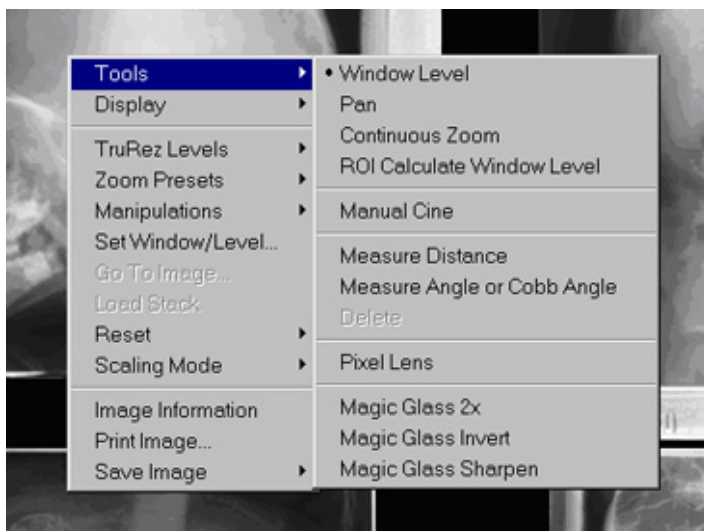 Tools
Display
TruRez Levels
Zoom Presets
Manipulations
Set Window/Level...
Go To Image...
Load Stack
Reset
Scaling Mode
Image Information
Print Image...
Save Image
• Window Level
Pan
Continuous Zoom
ROI Calculate Window Level
Manual Cine
Measure Distance
Measure Angle or Cobb Angle
Delete
Pixel Lens
Magic Glass 2x
Magic Glass Invert
Magic Glass Sharpen